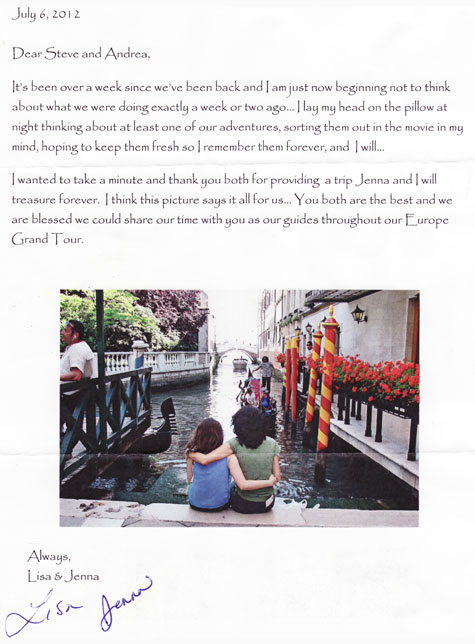 July 6, 2012
Dear Steve and Andrea,
It's been over a week since we've been back and I am just now beginning not to think
about what we were doing exactly a week or two ago... I lay my head on the pillow at
night thinking about at least one of our adventures, sorting them out in the movie in my
mind, hoping to keep them fresh so I remember them forever, and I will...
I wanted to take a minute and thank you both for providing a trip Jenna and I will
treasure forever. I think this picture says it all for us... You both are the best and we
are blessed we could share our time with you as our guides throughout our Europe
Grand Tour.
Always,
Lisa & Jenna
Lisa Jenna